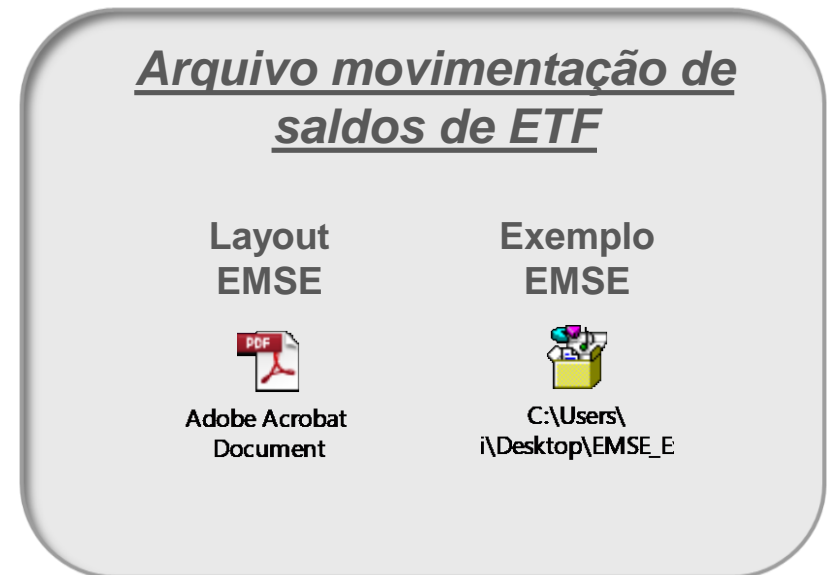 Arquivo movimentação de
saldos de ETF
Layout
EMSE
Exemplo
EMSE
PDF
Adobe Acrobat
Document
C:\Users\
i\Desktop\EMSE_E